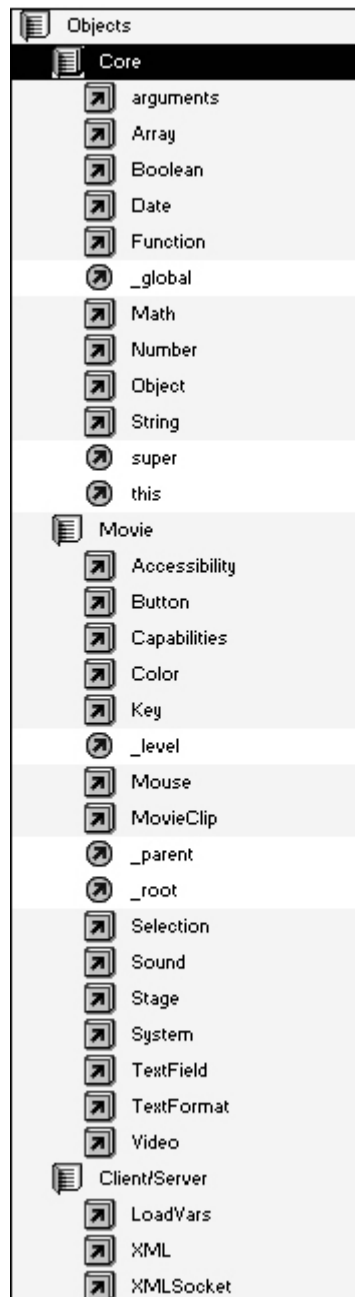 Objects
Core
arguments
Array
Boolean
Date
Function
_global
Math
Number
Object
String
super
this
Movie
Accessibility
Button
Capabilities
Color
Key
_level
Mouse
MovieClip
_parent
_root
Selection
Sound
Stage
System
TextField
TextFormat
Video
Client/Server
LoadVars
XML
XMLSocket